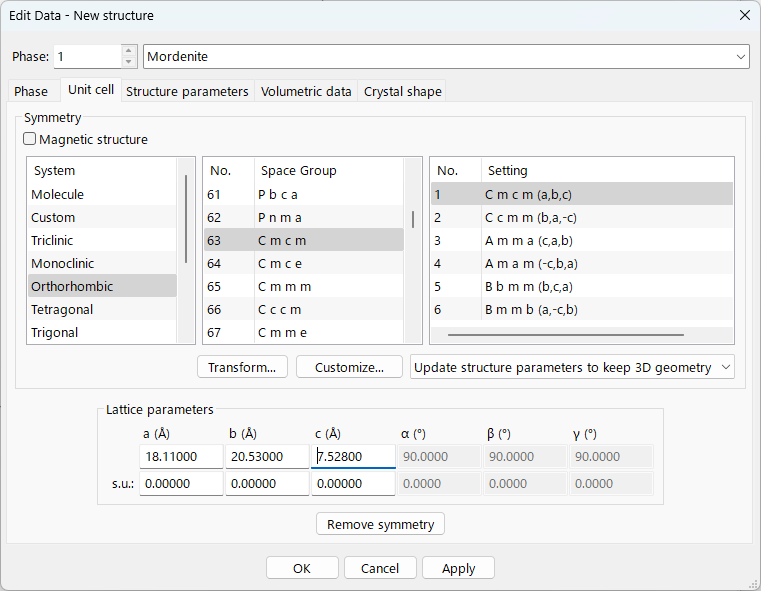 Edit Data - New structure
Phase: 1 Mordenite
Phase Unit cell Structure parameters Volumetric data Crystal shape
Symmetry
Magnetic structure
System No. Space Group No. Setting
Molecule 61 P b c a 1 C m c m (a,b,c)
Custom 62 P n m a 2 C c m m (b,a,-c)
Triclinic 63 C m c m 3 A m m a (c,a,b)
Monoclinic 64 C m c e 4 A m a m (-c,b,a)
Orthorhombic 65 C m m m 5 B b m m (b,c,a)
Tetragonal 66 C c c m 6 B m m b (a,-c,b)
Trigonal 67 C m m e
Transform... Customize... Update structure parameters to keep 3D geometry
Lattice parameters
a (Å) b (Å) c (Å) α (°) β (°) γ (°)
18.11000 20.53000 7.52800 90.0000 90.0000 90.0000
s.u.: 0.00000 0.00000 0.00000 0.0000 0.0000 0.0000
Remove symmetry
OK Cancel Apply